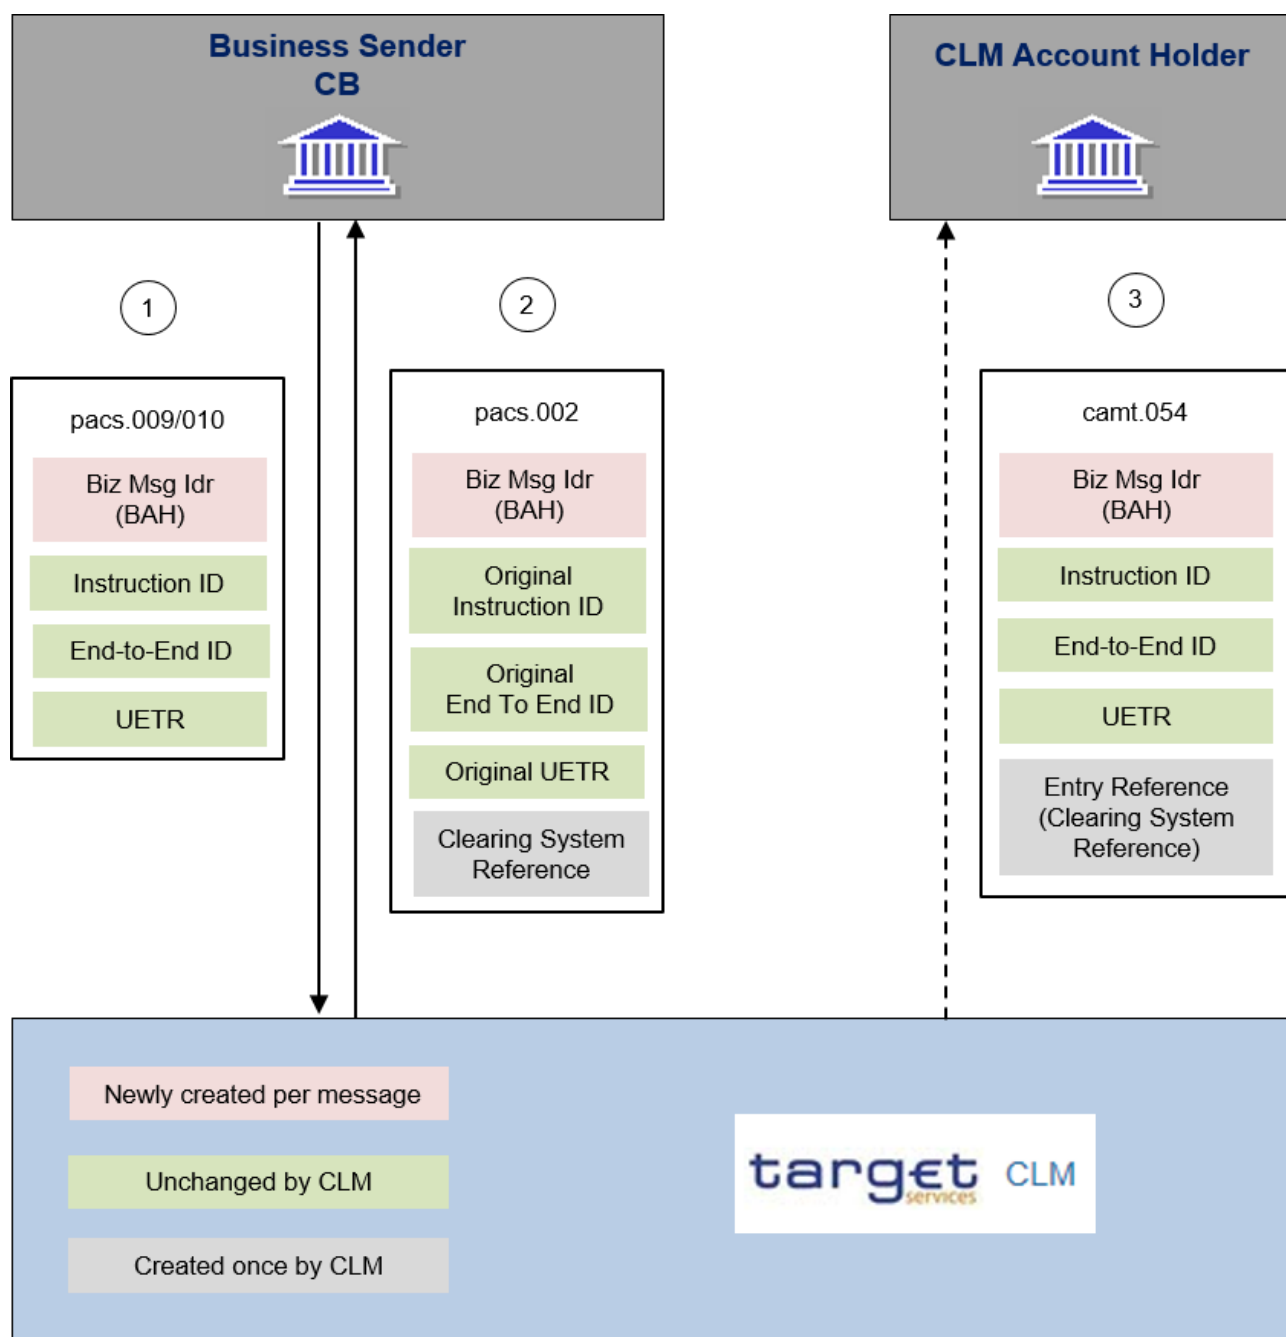 Business Sender
CB
CLM Account Holder
1
2
3
pacs.009/010
Biz Msg Idr
(BAH)
Instruction ID
End-to-End ID
UETR
pacs.002
Biz Msg Idr
(BAH)
Original
Instruction ID
Original
End To End ID
Original UETR
Clearing System
Reference
camt.054
Biz Msg Idr
(BAH)
Instruction ID
End-to-End ID
UETR
Entry Reference
(Clearing System
Reference)
Newly created per message
Unchanged by CLM
Created once by CLM
target
services
CLM